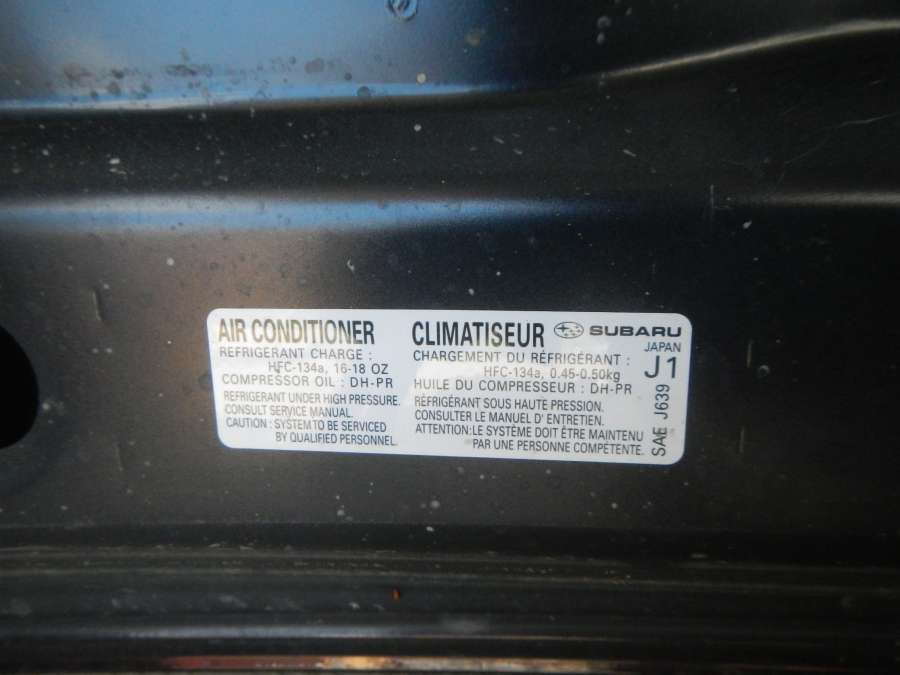 AIR CONDITIONER
REFRIGERANT CHARGE :
HFC-134a, 16-18 OZ
COMPRESSOR OIL : DH-PR
REFRIGERANT UNDER HIGH PRESSURE.
CONSULT SERVICE MANUAL.
CAUTION : SYSTEM TO BE SERVICED
BY QUALIFIED PERSONNEL.
CLIMATISEUR
CHARGEMENT DU RÉFRIGÉRANT :
HFC-134a, 0.45-0.50kg
HUILE DU COMPRESSEUR : DH-PR
RÉFRIGÉRANT SOUS HAUTE PRESSION.
CONSULTER LE MANUEL D' ENTRETIEN.
ATTENTION:LE SYSTÈME DOIT ÊTRE MAINTENU
PAR UNE PERSONNE COMPÉTENTE.
SUBARU
JAPAN
J1
SAE J639